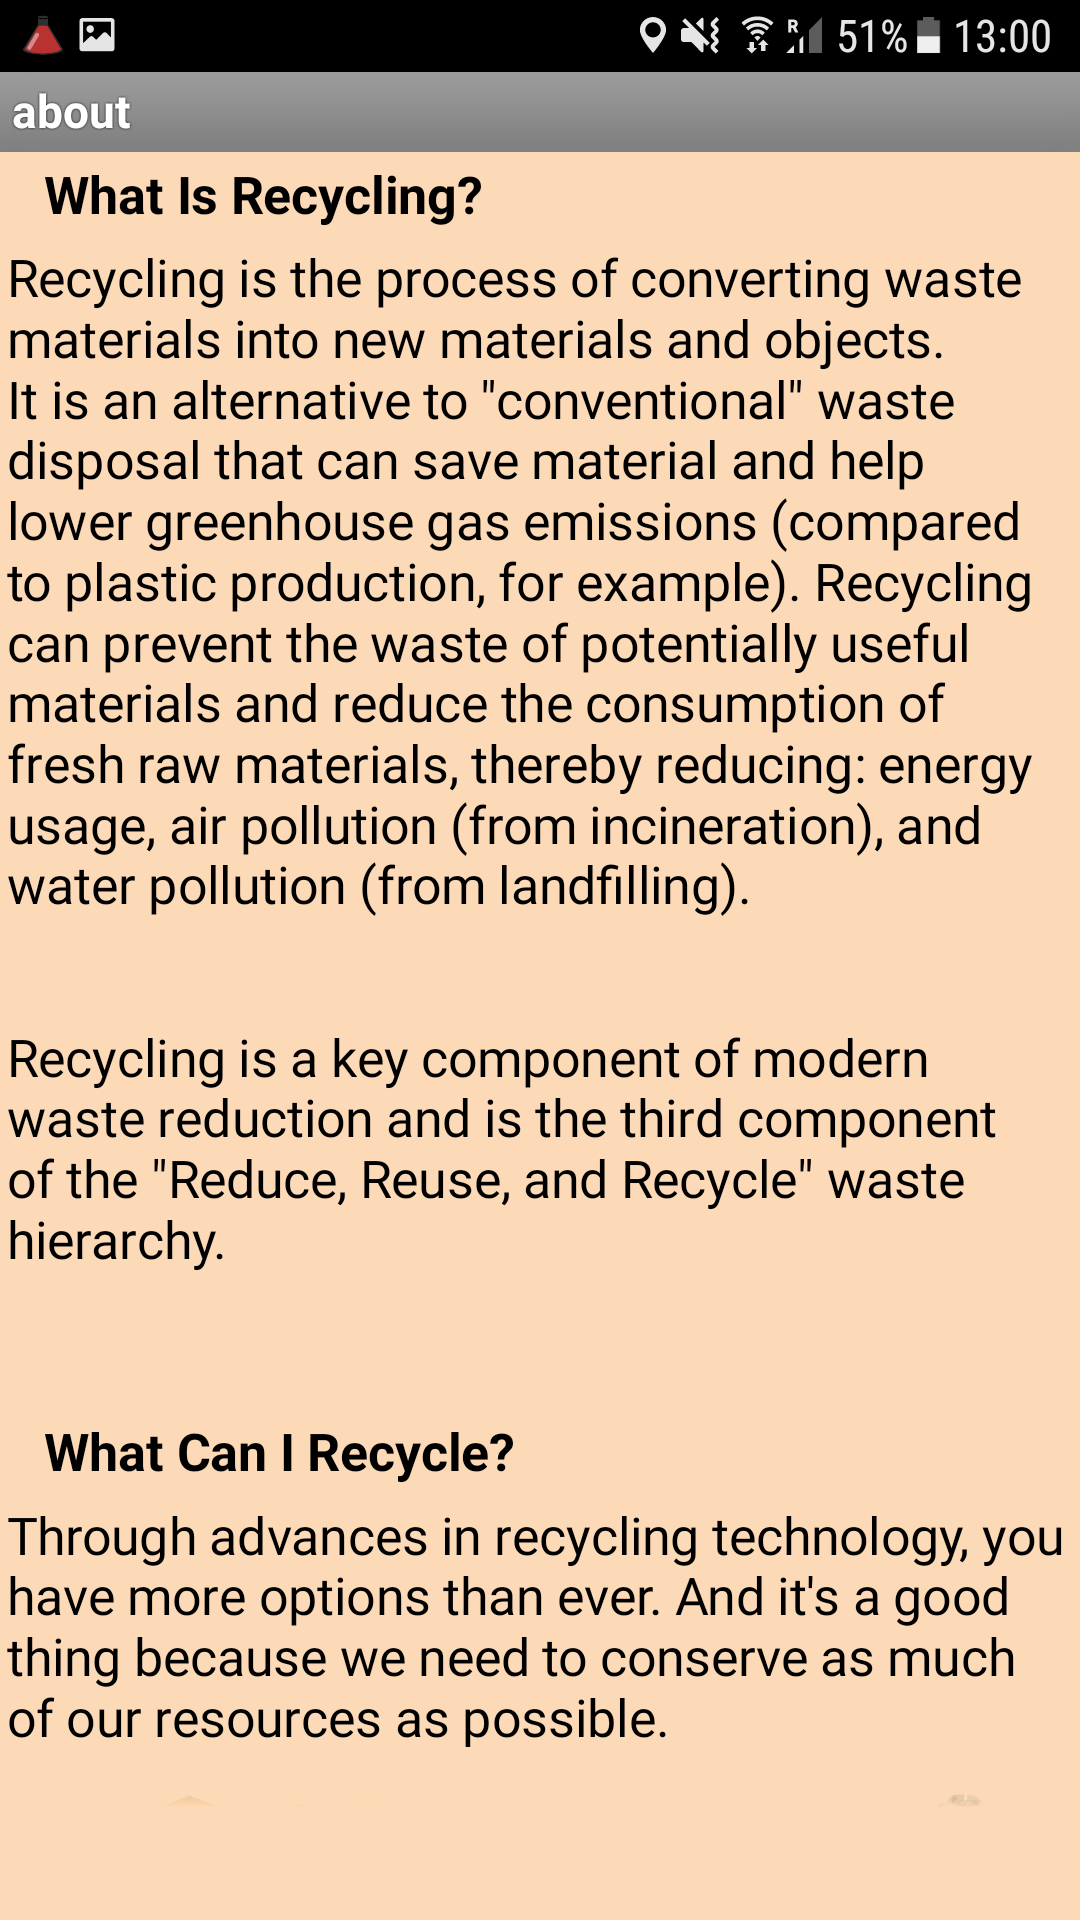 R 51% 13:00
about
What Is Recycling?
Recycling is the process of converting waste
materials into new materials and objects.
It is an alternative to "conventional" waste
disposal that can save material and help
lower greenhouse gas emissions (compared
to plastic production, for example). Recycling
can prevent the waste of potentially useful
materials and reduce the consumption of
fresh raw materials, thereby reducing: energy
usage, air pollution (from incineration), and
water pollution (from landfilling).
Recycling is a key component of modern
waste reduction and is the third component
of the "Reduce, Reuse, and Recycle" waste
hierarchy.
What Can I Recycle?
Through advances in recycling technology, you
have more options than ever. And it's a good
thing because we need to conserve as much
of our resources as possible.